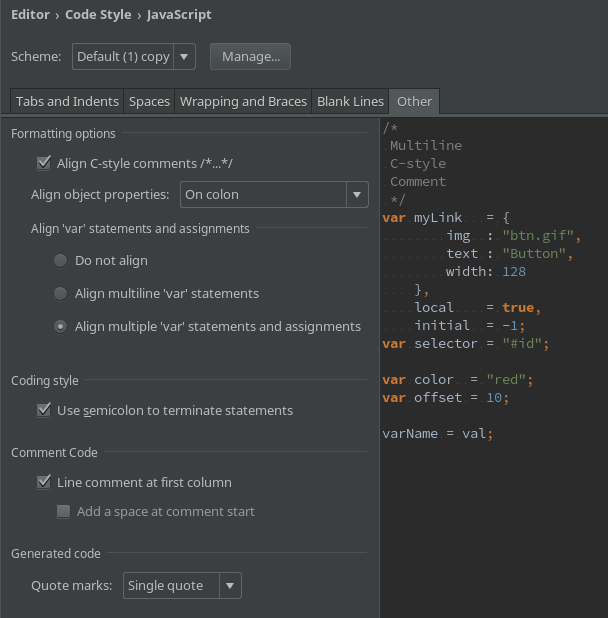 Editor › Code Style › JavaScript
Scheme: Default (1) copy Manage...
Tabs and Indents Spaces Wrapping and Braces Blank Lines Other
Formatting options
Align C-style comments /*...*/
Align object properties: On colon
Align 'var' statements and assignments
Do not align
Align multiline 'var' statements
Align multiple 'var' statements and assignments
Coding style
Use semicolon to terminate statements
Comment Code
Line comment at first column
Add a space at comment start
Generated code
Quote marks: Single quote
/*
 Multiline
 C-style
 Comment
 */
var myLink   = {
        img  : "btn.gif",
        text : "Button",
        width: 128
    },
    local    = true,
    initial  = -1;
var selector = "#id";

var color  = "red";
var offset = 10;

varName = val;